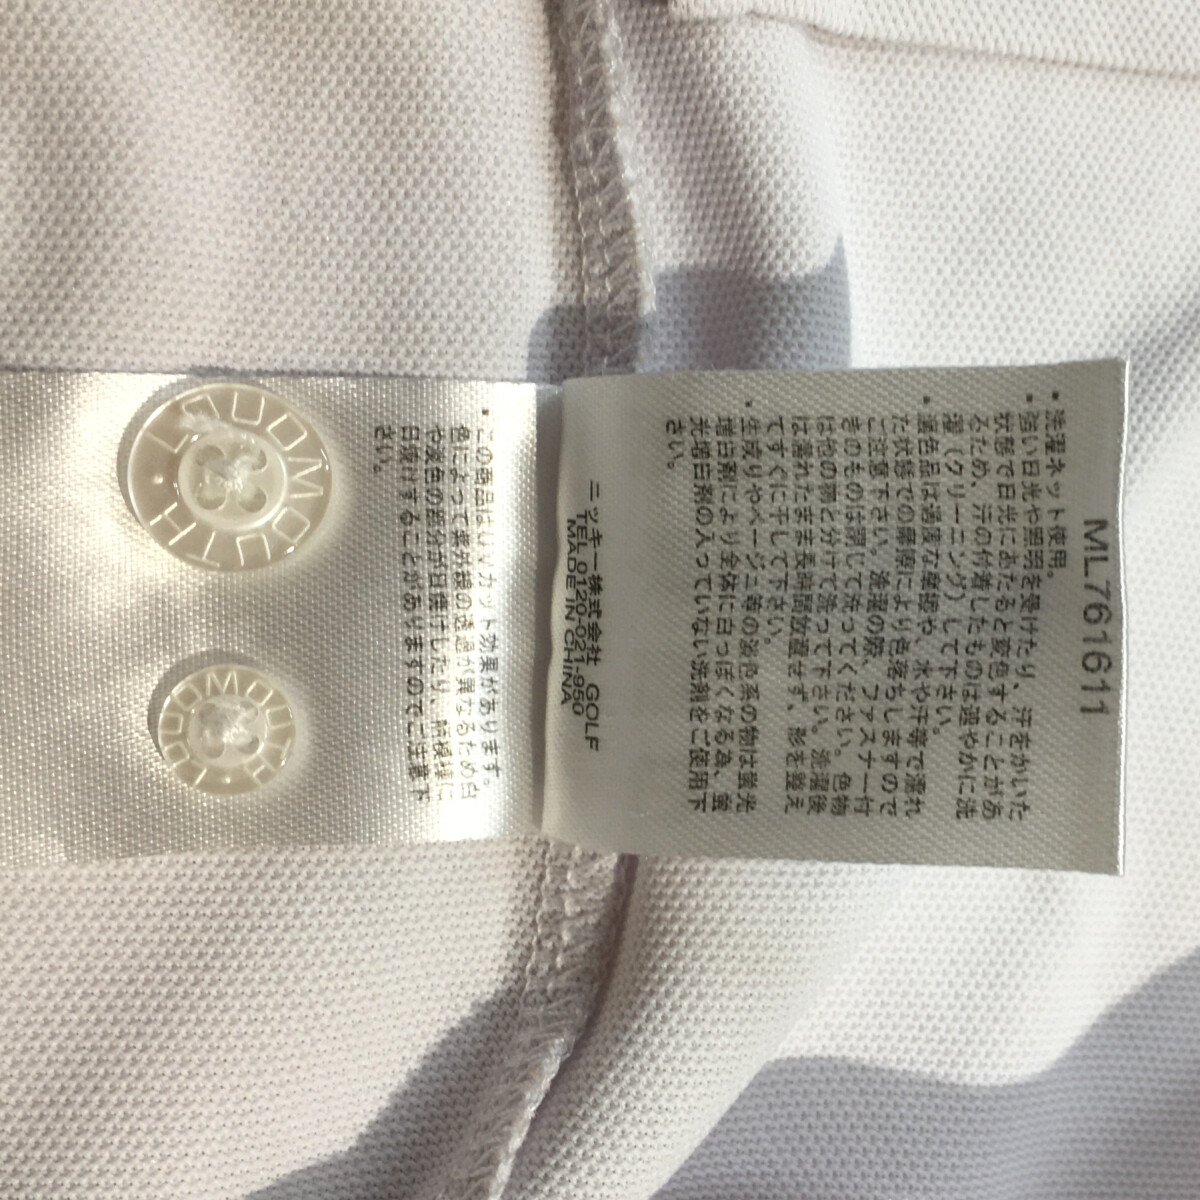 ML761611
・洗濯ネット使用。
・強い日光や照明を受けたり、汗をかいた
状態で日光にあたると変色することがあ
るため、汗の付着したものは速やかに洗
濯（クリーニング）して下さい。
・濃色品は過度な摩擦や、水や汗等で濡れ
た状態での摩擦により色落ちしますので
ご注意下さい。洗濯の際、ファスナー付
きのものは閉じて洗ってください。色物
は他の物と分けて洗って下さい。洗濯後
は濡れたまま長時間放置せず、形を整え
てすぐに干して下さい。
・生成りやベージュ等の淡色系の物は蛍光
増白剤により全体に白っぽくなる為、蛍
光増白剤の入っていない洗剤をご使用下
さい。
ニッキー株式会社 GOLF
TEL 0120-021-950
MADE IN CHINA
・この商品はUVカット効果があります。
色によって紫外線の透過が異なるため白
や淡色の部分が日焼けしたり、柄模様に
日焼けすることがありますのでご注意下
さい。
LOUDMOUTH
LOUDMOUTH